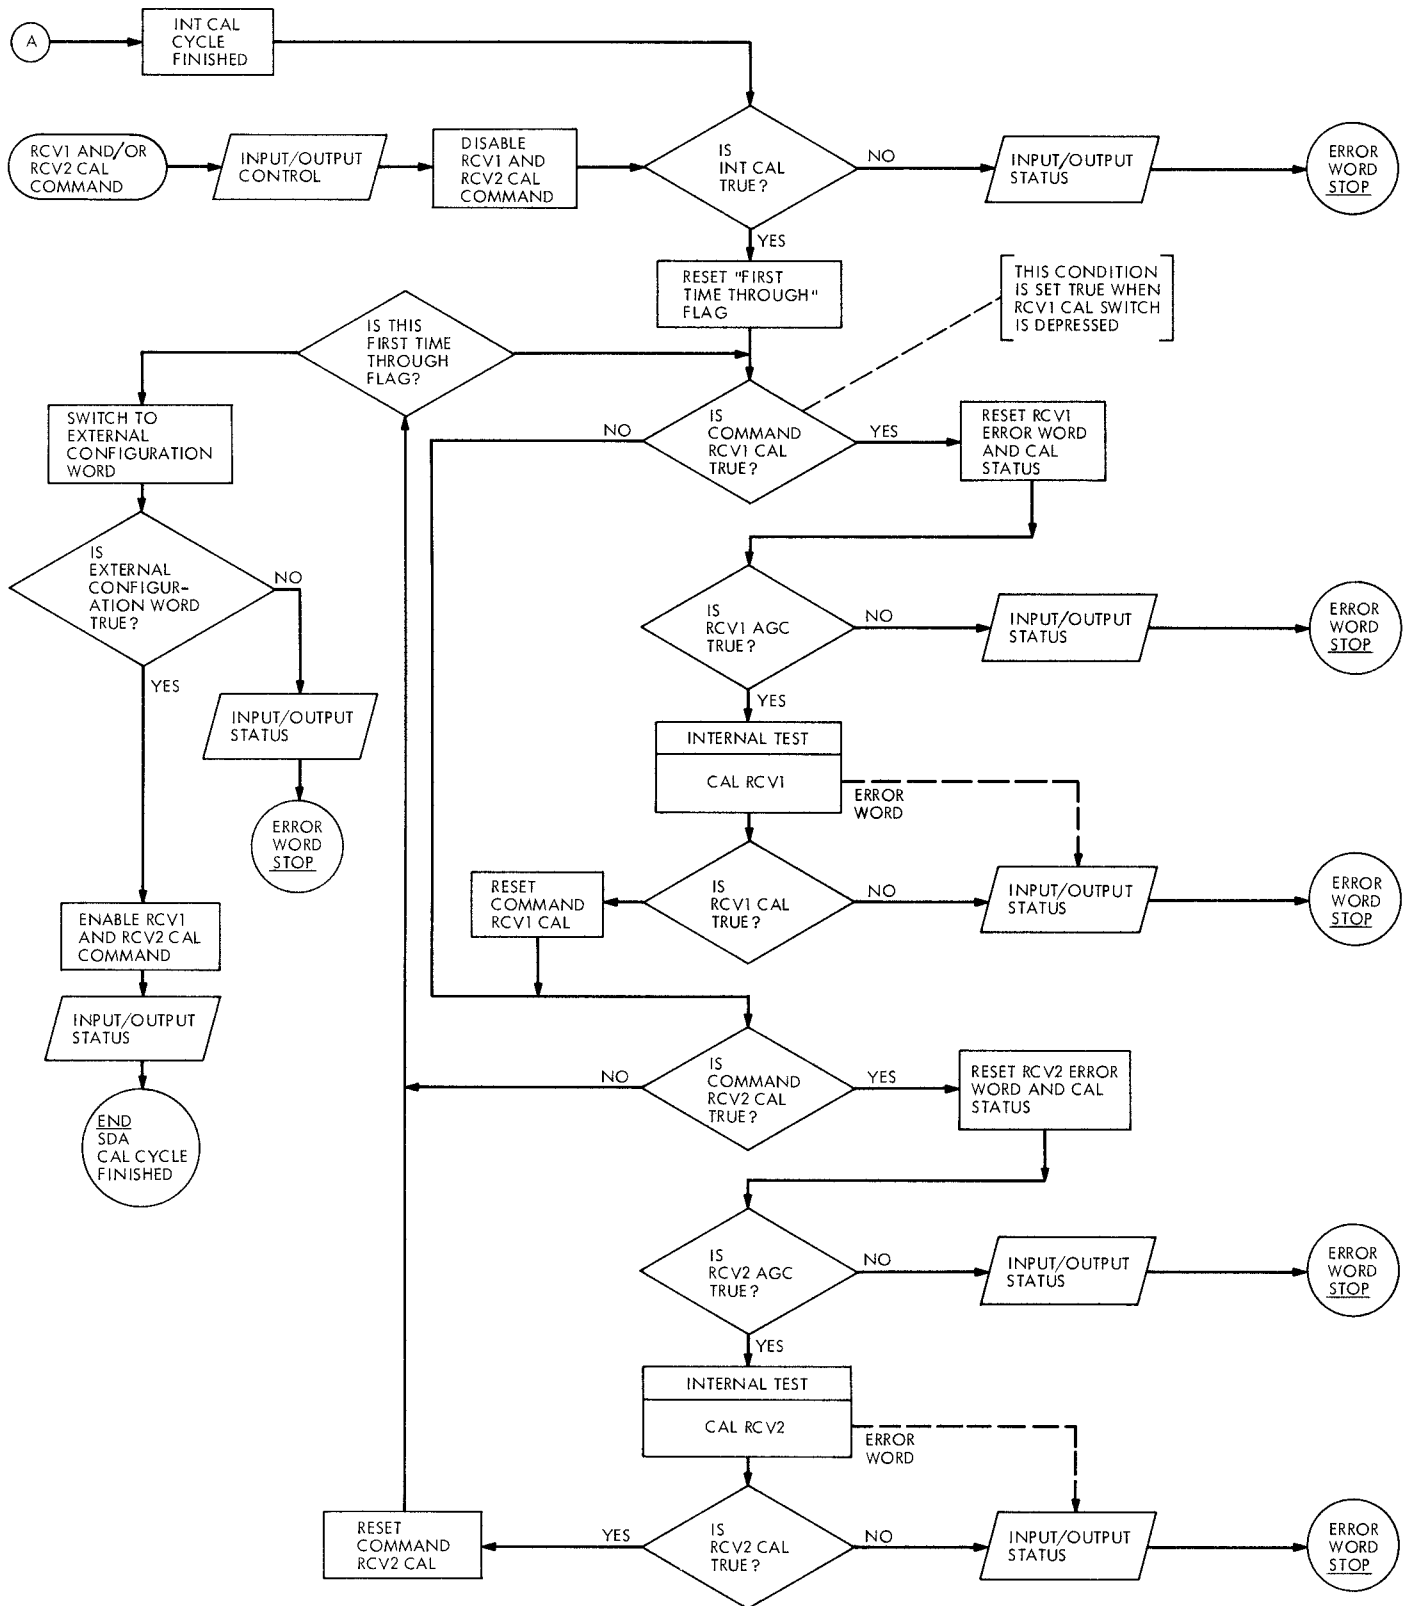 A
INT CAL
CYCLE
FINISHED
RCV1 AND/OR
RCV2 CAL
COMMAND
INPUT/OUTPUT
CONTROL
DISABLE
RCV1 AND
RCV2 CAL
COMMAND
IS
INT CAL
TRUE?
NO
INPUT/OUTPUT
STATUS
ERROR
WORD
STOP
YES
RESET "FIRST
TIME THROUGH"
FLAG
THIS CONDITION
IS SET TRUE WHEN
RCV1 CAL SWITCH
IS DEPRESSED
IS THIS
FIRST TIME
THROUGH
FLAG?
SWITCH TO
EXTERNAL
CONFIGURATION
WORD
NO
IS
COMMAND
RCV1 CAL
TRUE?
YES
RESET RCV1
ERROR WORD
AND CAL
STATUS
IS
EXTERNAL
CONFIGUR-
ATION WORD
TRUE?
NO
YES
INPUT/OUTPUT
STATUS
ERROR
WORD
STOP
IS
RCV1 AGC
TRUE?
NO
INPUT/OUTPUT
STATUS
ERROR
WORD
STOP
YES
INTERNAL TEST
CAL RCV1
ERROR
WORD
RESET
COMMAND
RCV1 CAL
IS
RCV1 CAL
TRUE?
NO
INPUT/OUTPUT
STATUS
ERROR
WORD
STOP
ENABLE RCV1
AND RCV2 CAL
COMMAND
INPUT/OUTPUT
STATUS
END
SDA
CAL CYCLE
FINISHED
NO
IS
COMMAND
RCV2 CAL
TRUE?
YES
RESET RCV2 ERROR
WORD AND CAL
STATUS
IS
RCV2 AGC
TRUE?
NO
INPUT/OUTPUT
STATUS
ERROR
WORD
STOP
YES
INTERNAL TEST
CAL RCV2
ERROR
WORD
RESET
COMMAND
RCV2 CAL
YES
IS
RCV2 CAL
TRUE?
NO
INPUT/OUTPUT
STATUS
ERROR
WORD
STOP